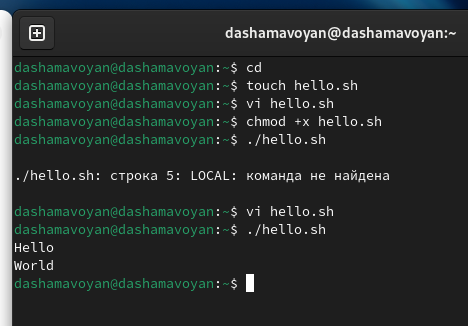 dashamavoyan@dashamavoyan:~
dashamavoyan@dashamavoyan:~$ cd
dashamavoyan@dashamavoyan:~$ touch hello.sh
dashamavoyan@dashamavoyan:~$ vi hello.sh
dashamavoyan@dashamavoyan:~$ chmod +x hello.sh
dashamavoyan@dashamavoyan:~$ ./hello.sh
./hello.sh: строка 5: LOCAL: команда не найдена
dashamavoyan@dashamavoyan:~$ vi hello.sh
dashamavoyan@dashamavoyan:~$ ./hello.sh
Hello
World
dashamavoyan@dashamavoyan:~$